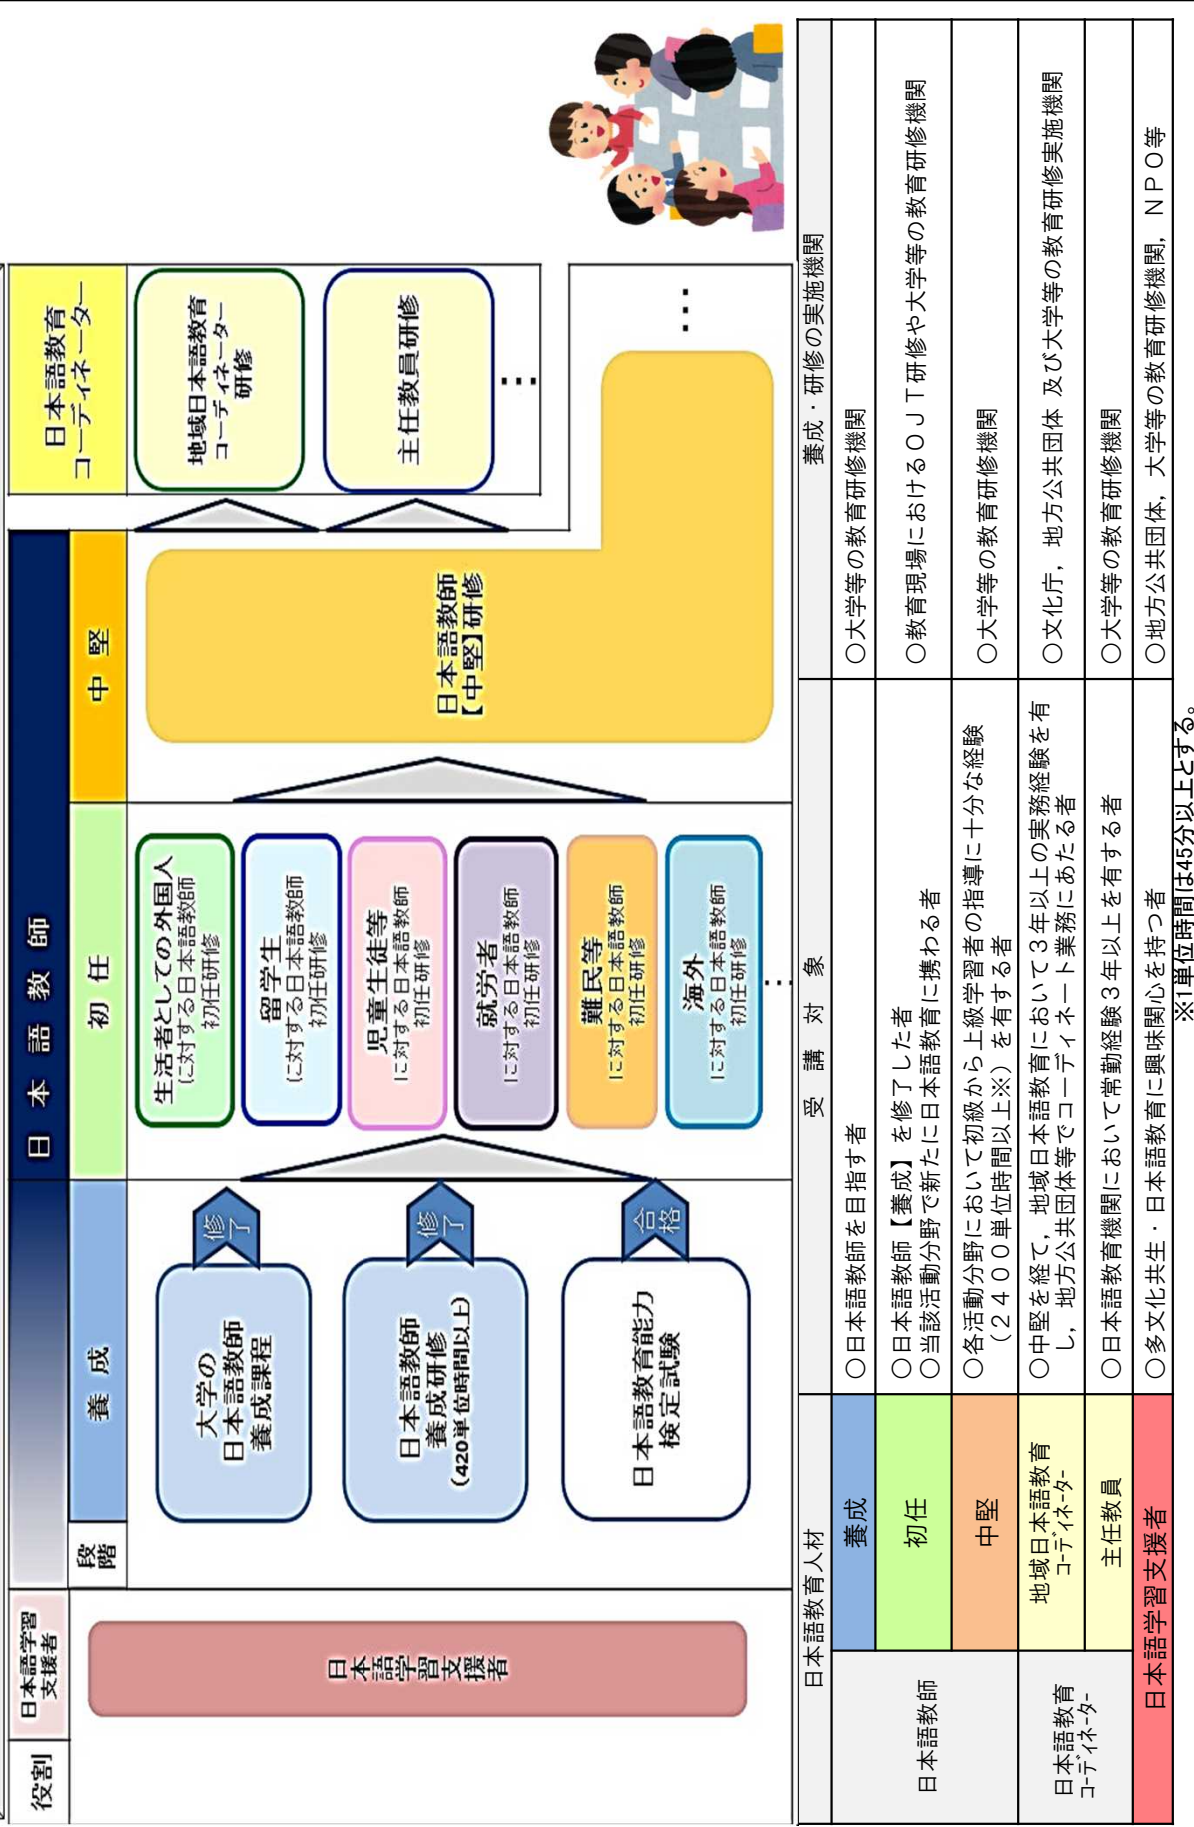 役割
日本語学習
支援者
日本語教師
日本語教育
コーディネーター
段階
養成
初任
中堅
日本語学習支援者
大学の
日本語教師
養成課程
修了
日本語教師
養成研修
(420単位時間以上)
修了
日本語教育能力
検定試験
合格
生活者としての外国人
に対する日本語教師
初任研修
留学生
に対する日本語教師
初任研修
児童生徒等
に対する日本語教師
初任研修
就労者
に対する日本語教師
初任研修
難民等
に対する日本語教師
初任研修
海外
に対する日本語教師
初任研修
…
日本語教師
【中堅】研修
地域日本語教育
コーディネーター
研修
主任教員研修
…
…
日本語教育人材
受講対象
養成・研修の実施機関
日本語教師
養成
○日本語教師を目指す者
○大学等の教育研修機関
初任
○日本語教師【養成】を修了した者
○当該活動分野で新たに日本語教育に携わる者
○教育現場におけるＯＪＴ研修や大学等の教育研修機関
中堅
○各活動分野において初級から上級学習者の指導に十分な経験
（２４００単位時間以上※）を有する者
○大学等の教育研修機関
日本語教育
コーディネーター
地域日本語教育
コーディネーター
○中堅を経て，地域日本語教育において３年以上の実務経験を有
し，地方公共団体等でコーディネート業務にあたる者
○文化庁，地方公共団体 及び大学等の教育研修実施機関
主任教員
○日本語教育機関において常勤経験３年以上を有する者
○大学等の教育研修機関
日本語学習支援者
○多文化共生・日本語教育に興味関心を持つ者
○地方公共団体，大学等の教育研修機関，ＮＰＯ等
※1単位時間は45分以上とする。